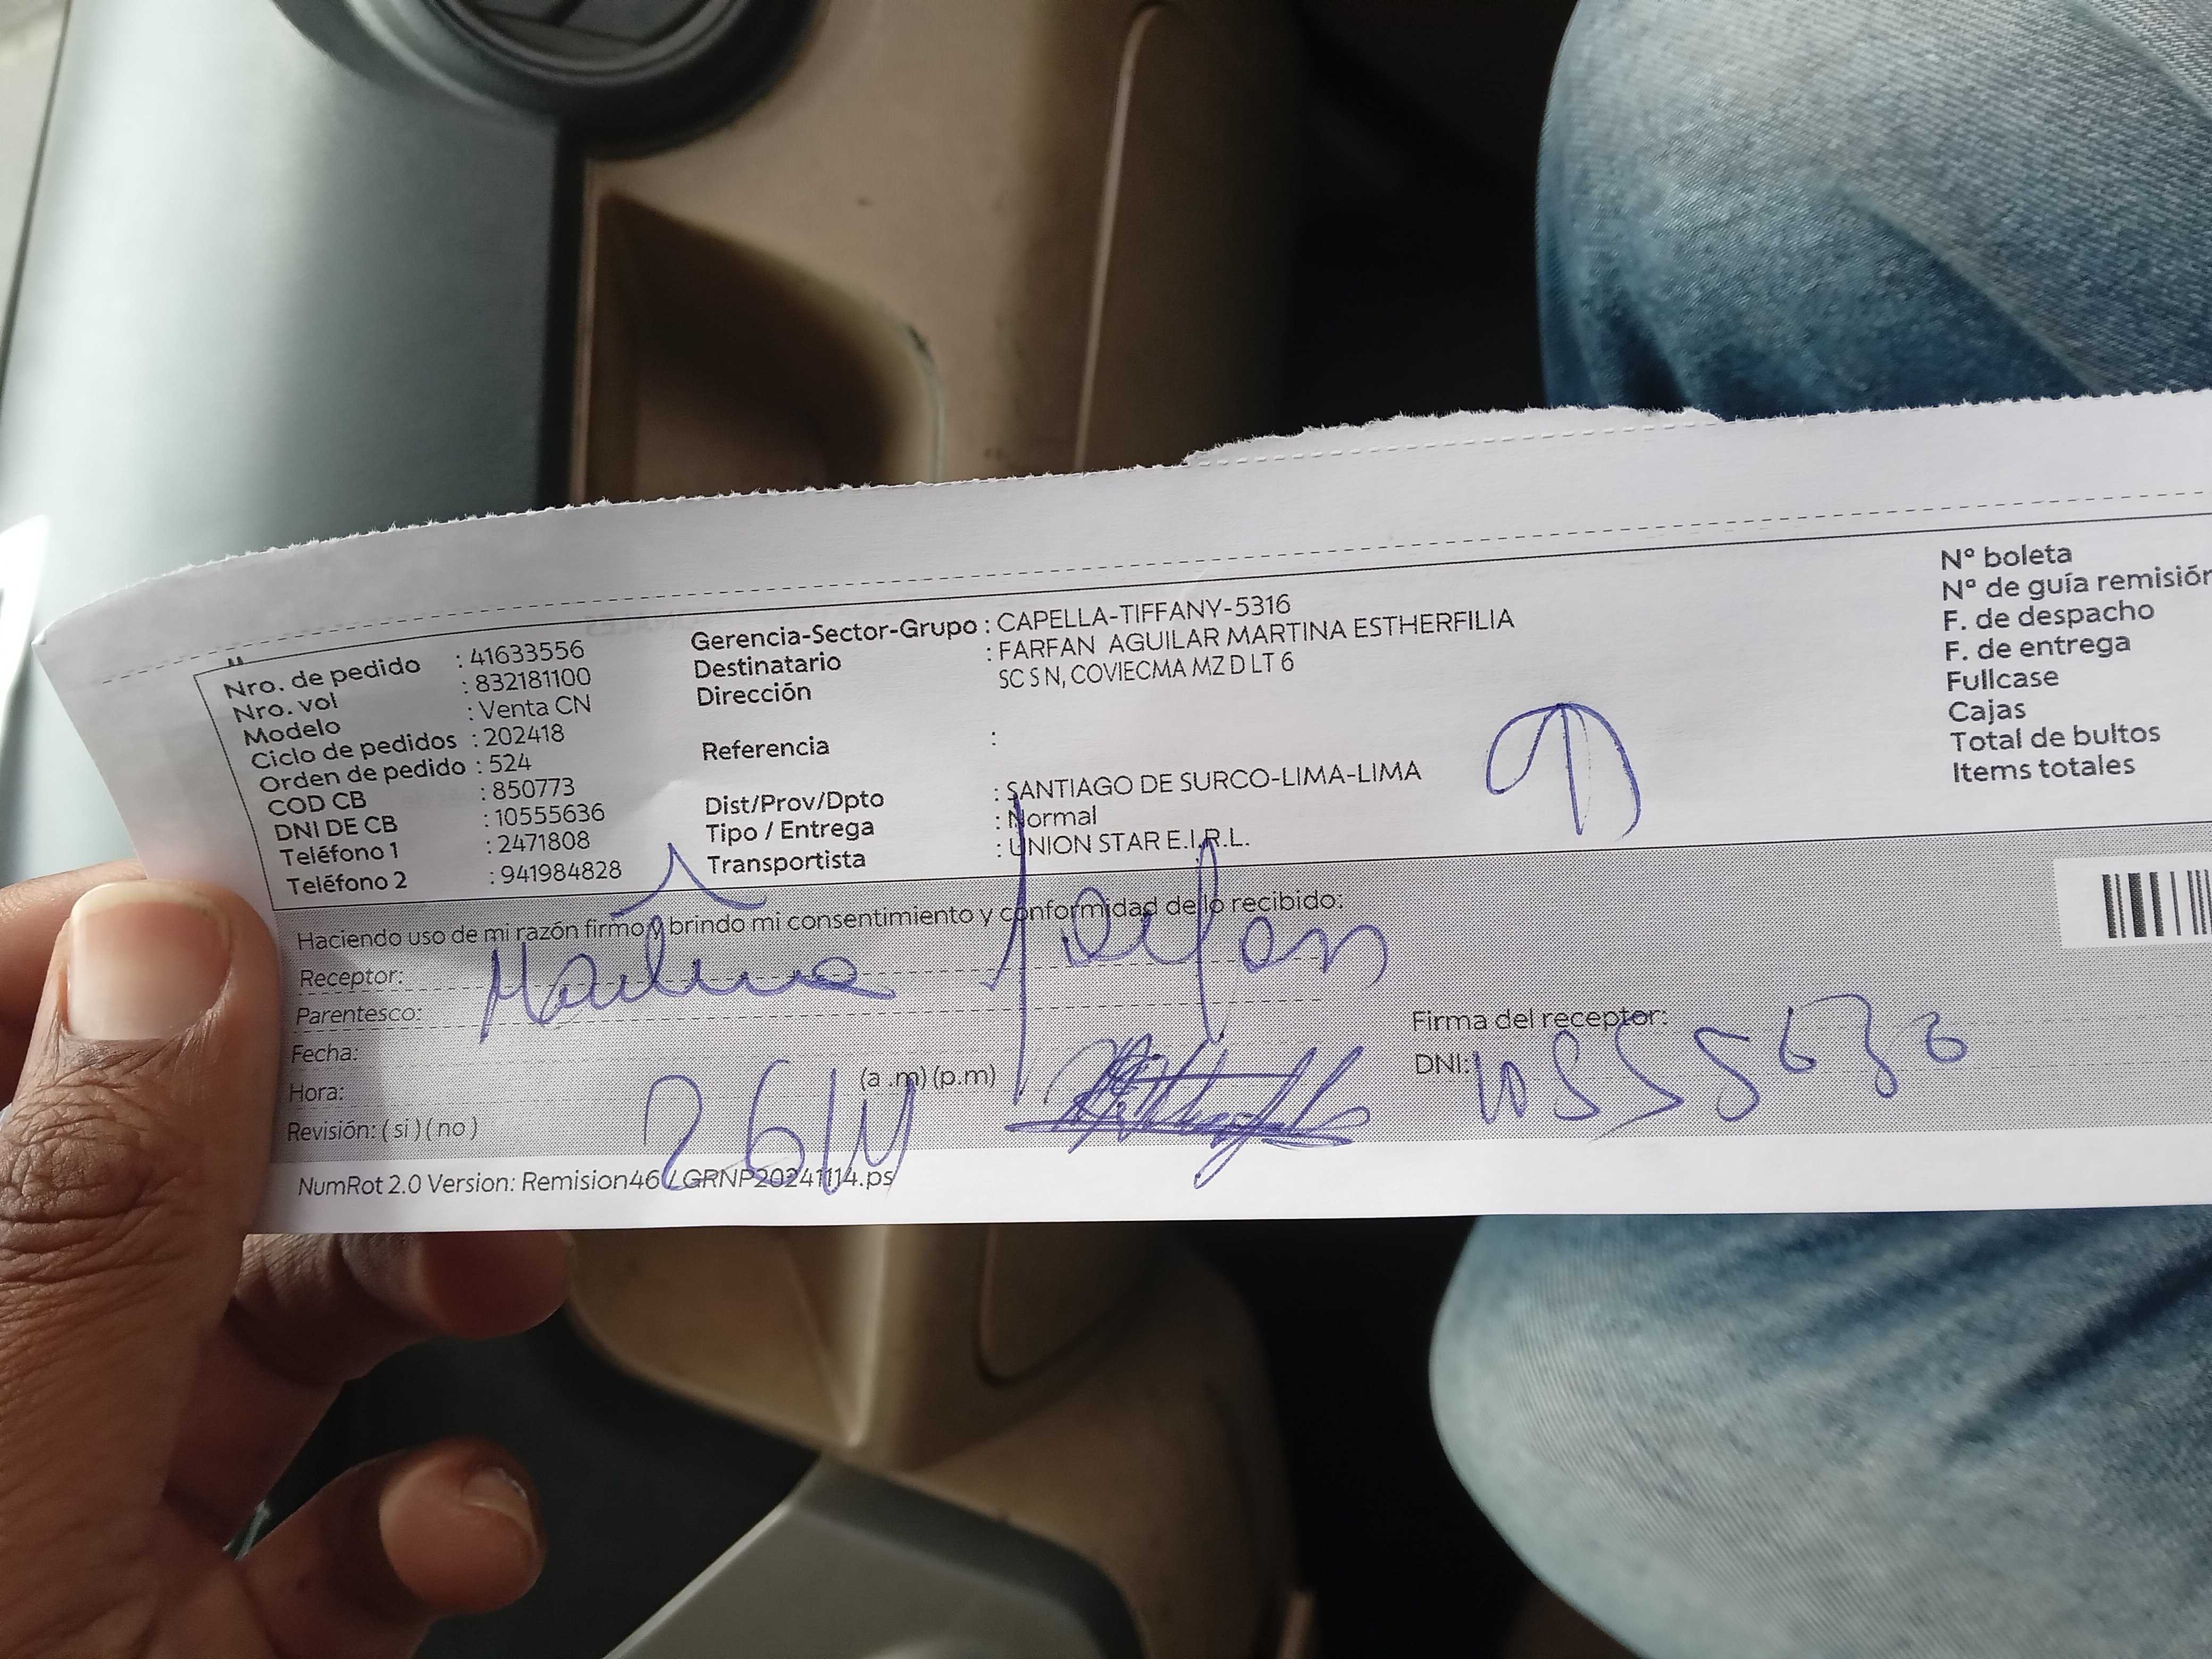 Nro. de pedido : 41633556
Nro. vol : 832181100
Modelo : Venta CN
Ciclo de pedidos : 202418
Orden de pedido : 524
COD CB : 850773
DNI DE CB : 10555636
Teléfono 1 : 2471808
Teléfono 2 : 941984828
Gerencia-Sector-Grupo : CAPELLA-TIFFANY-5316
Destinatario : FARFAN AGUILAR MARTINA ESTHERFILIA
Dirección SC S N, COVIECMA MZ D LT 6
Referencia :
Dist/Prov/Dpto : SANTIAGO DE SURCO-LIMA-LIMA
Tipo / Entrega : Normal
Transportista : UNION STAR E.I.R.L.
N° boleta
N° de guía remisión
F. de despacho
F. de entrega
Fullcase
Cajas
Total de bultos
Items totales
Haciendo uso de mi razón firmo y brindo mi consentimiento y conformidad de lo recibido:
Receptor: Martina Farfan
Parentesco:
Fecha:
Hora: (a .m) (p.m)
Revisión: ( si ) ( no )
Firma del receptor:
DNI: 10555636
NumRot 2.0 Version: Remision46 / GRNP20241114.ps